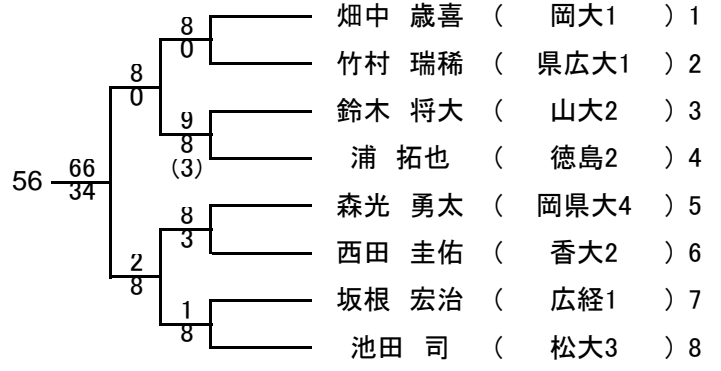 畑中 歳喜 ( 岡大1 ) 1
8
0
竹村 瑞稀 ( 県広大1 ) 2
8
0
鈴木 将大 ( 山大2 ) 3
9
8
(3)
浦 拓也 ( 徳島2 ) 4
56
66
34
森光 勇太 ( 岡県大4 ) 5
8
3
西田 圭佑 ( 香大2 ) 6
2
8
坂根 宏治 ( 広経1 ) 7
1
8
池田 司 ( 松大3 ) 8